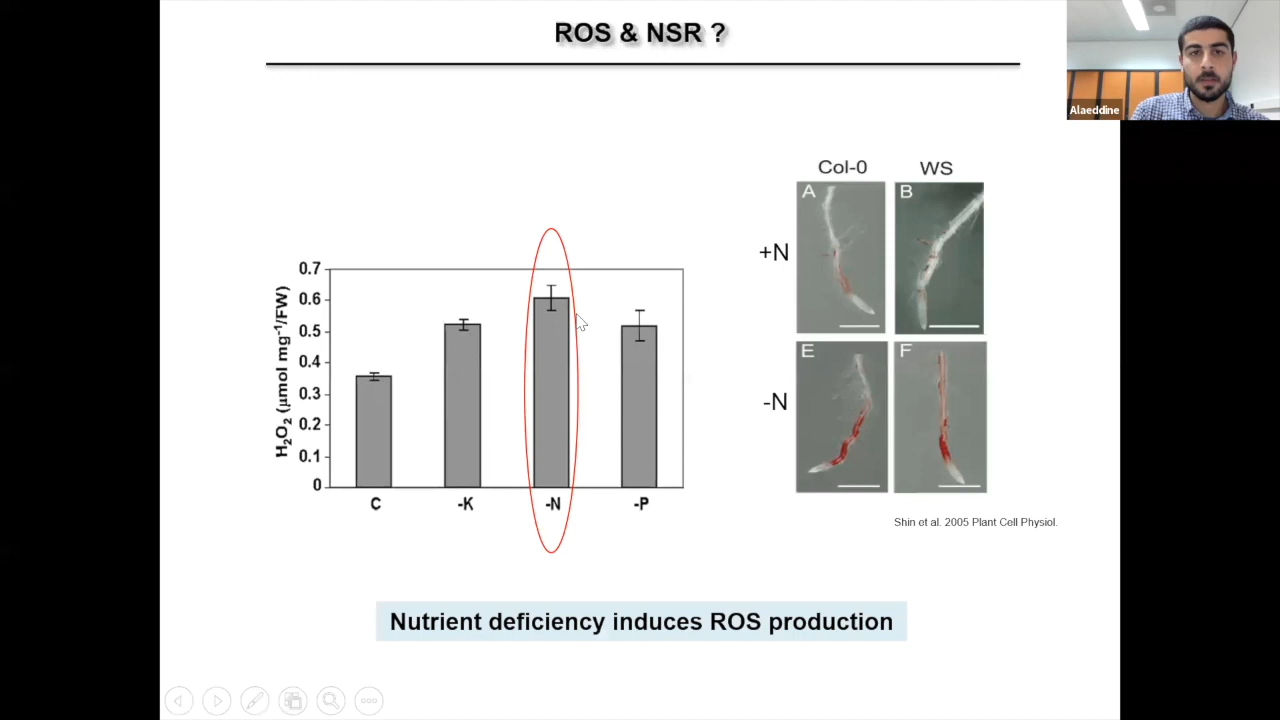 ROS & NSR ?
Alaeddine
Col-0 WS
A B
+N
E F
-N
0.7
0.6
0.5
0.4
0.3
0.2
0.1
0
H₂O₂ (µmol mg⁻¹/FW)
C -K -N -P
Shin et al. 2005 Plant Cell Physiol.
Nutrient deficiency induces ROS production